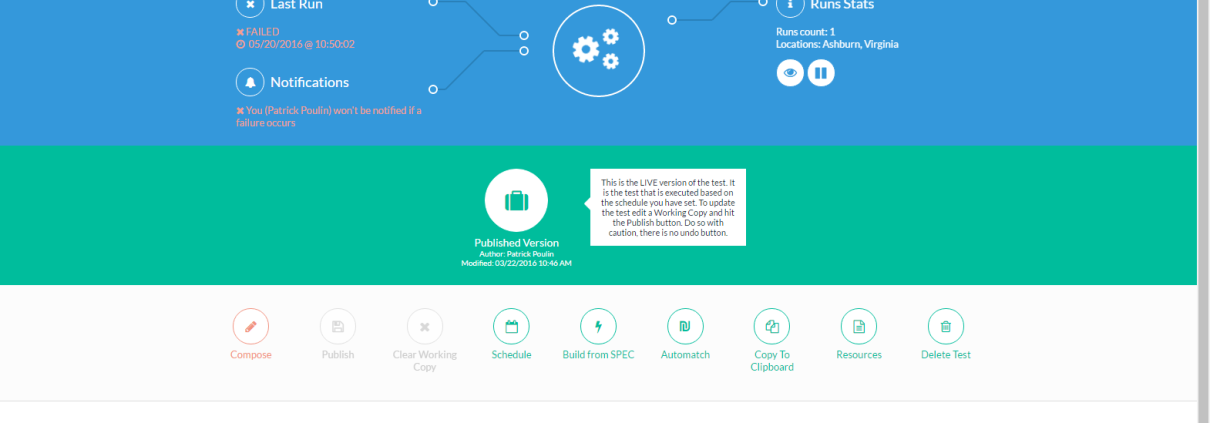 Last Run
FAILED
05/20/2016 @ 10:50:02
Notifications
You (Patrick Poulin) won't be notified if a
failure occurs
Runs Stats
Runs count: 1
Locations: Ashburn, Virginia
Published Version
Author: Patrick Poulin
Modified: 03/22/2016 10:46 AM
This is the LIVE version of the test. It
is the test that is executed based on
the schedule you have set. To update
the test edit a Working Copy and hit
the Publish button. Do so with
caution, there is no undo button.
Compose
Publish
Clear Working
Copy
Schedule
Build from SPEC
Automatch
Copy To
Clipboard
Resources
Delete Test